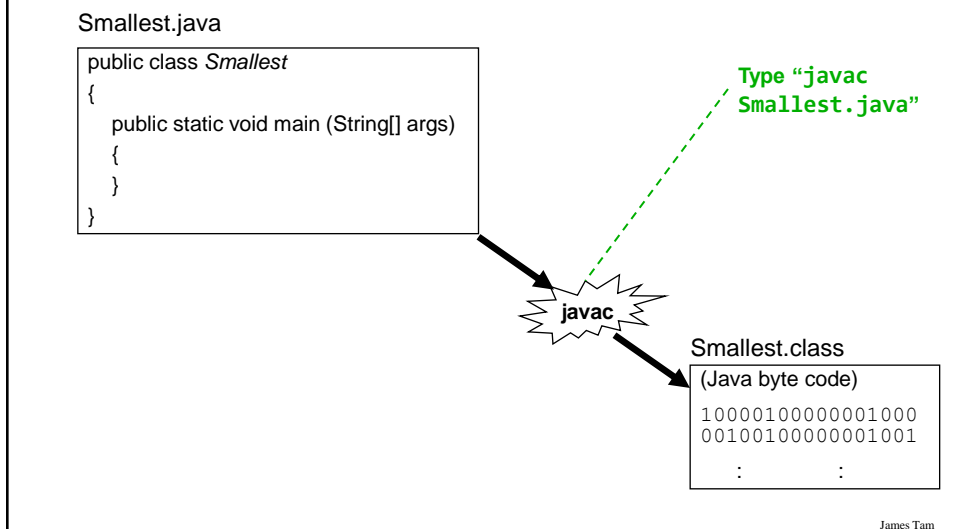 Smallest.java
public class Smallest
{
public static void main (String[] args)
{
}
}
Type “javac
Smallest.java”
javac
Smallest.class
(Java byte code)
10000100000001000
00100100000001001
: :
James Tam